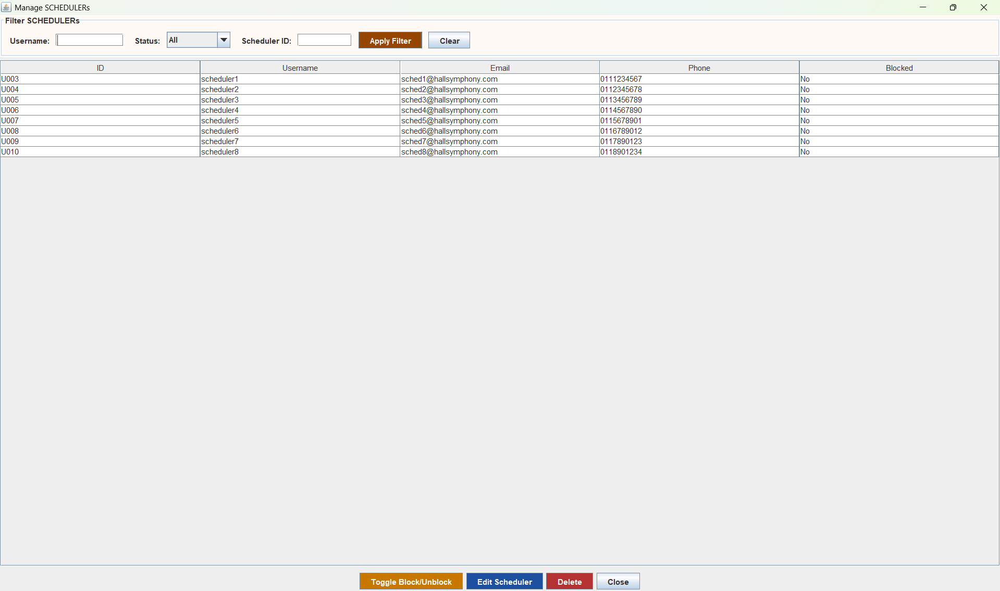 Manage SCHEDULERs
Filter SCHEDULERs
Username: Status: All Scheduler ID: Apply Filter Clear
ID Username Email Phone Blocked
U003 scheduler1 sched1@hallsymphony.com 0111234567 No
U004 scheduler2 sched2@hallsymphony.com 0112345678 No
U005 scheduler3 sched3@hallsymphony.com 0113456789 No
U006 scheduler4 sched4@hallsymphony.com 0114567890 No
U007 scheduler5 sched5@hallsymphony.com 0115678901 No
U008 scheduler6 sched6@hallsymphony.com 0116789012 No
U009 scheduler7 sched7@hallsymphony.com 0117890123 No
U010 scheduler8 sched8@hallsymphony.com 0118901234 No
Toggle Block/Unblock Edit Scheduler Delete Close